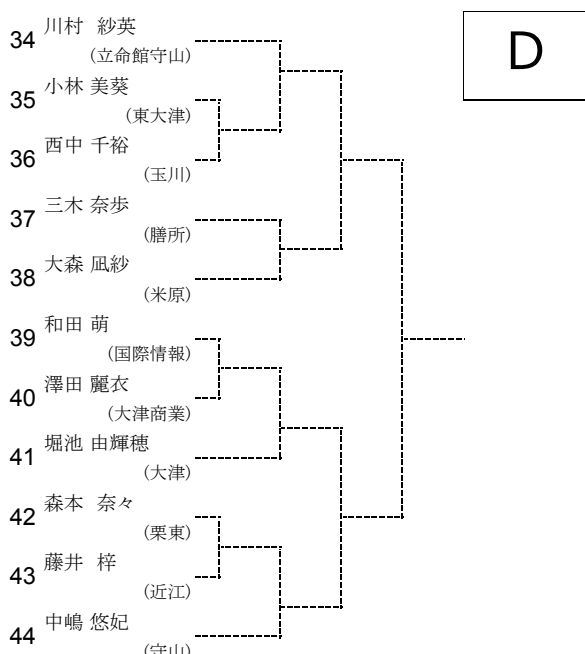 D
34 川村 紗英
(立命館守山)
35 小林 美葵
(東大津)
36 西中 千裕
(玉川)
37 三木 奈歩
(膳所)
38 大森 凪紗
(米原)
39 和田 萌
(国際情報)
40 澤田 麗衣
(大津商業)
41 堀池 由輝穂
(大津)
42 森本 奈々
(栗東)
43 藤井 梓
(近江)
44 中嶋 悠妃
(守山)